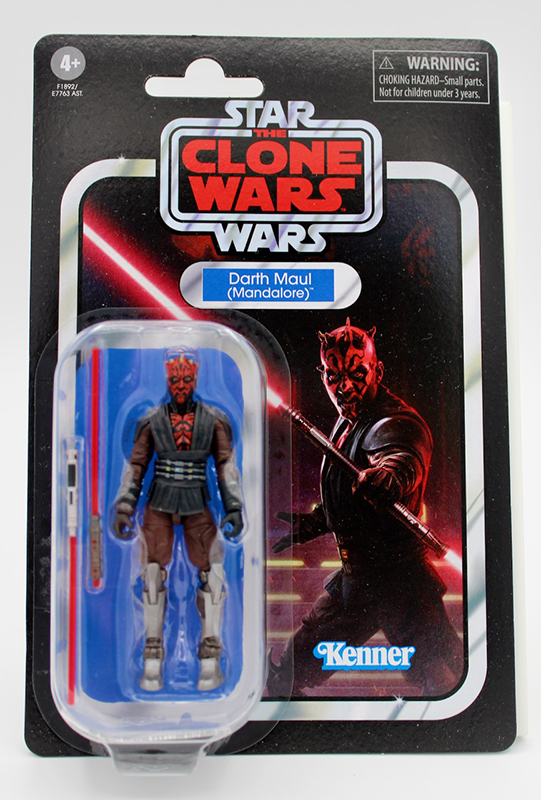 4+
F1892/
E7763 AST.
⚠ WARNING:
CHOKING HAZARD–Small parts.
Not for children under 3 years.
STAR
THE
CLONE
WARS™
WARS
Darth Maul
(Mandalore)™
Kenner